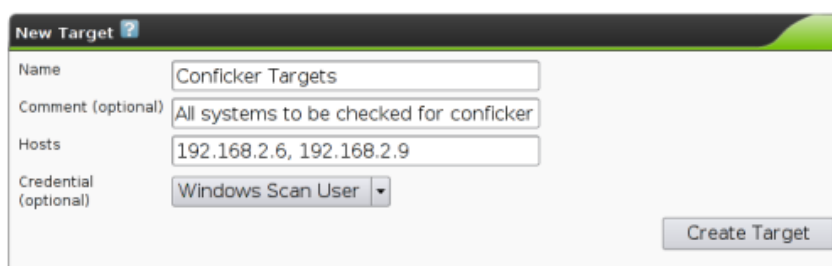 New Target ?
Name
Conficker Targets
Comment (optional)
All systems to be checked for conficker
Hosts
192.168.2.6, 192.168.2.9
Credential
(optional)
Windows Scan User
Create Target